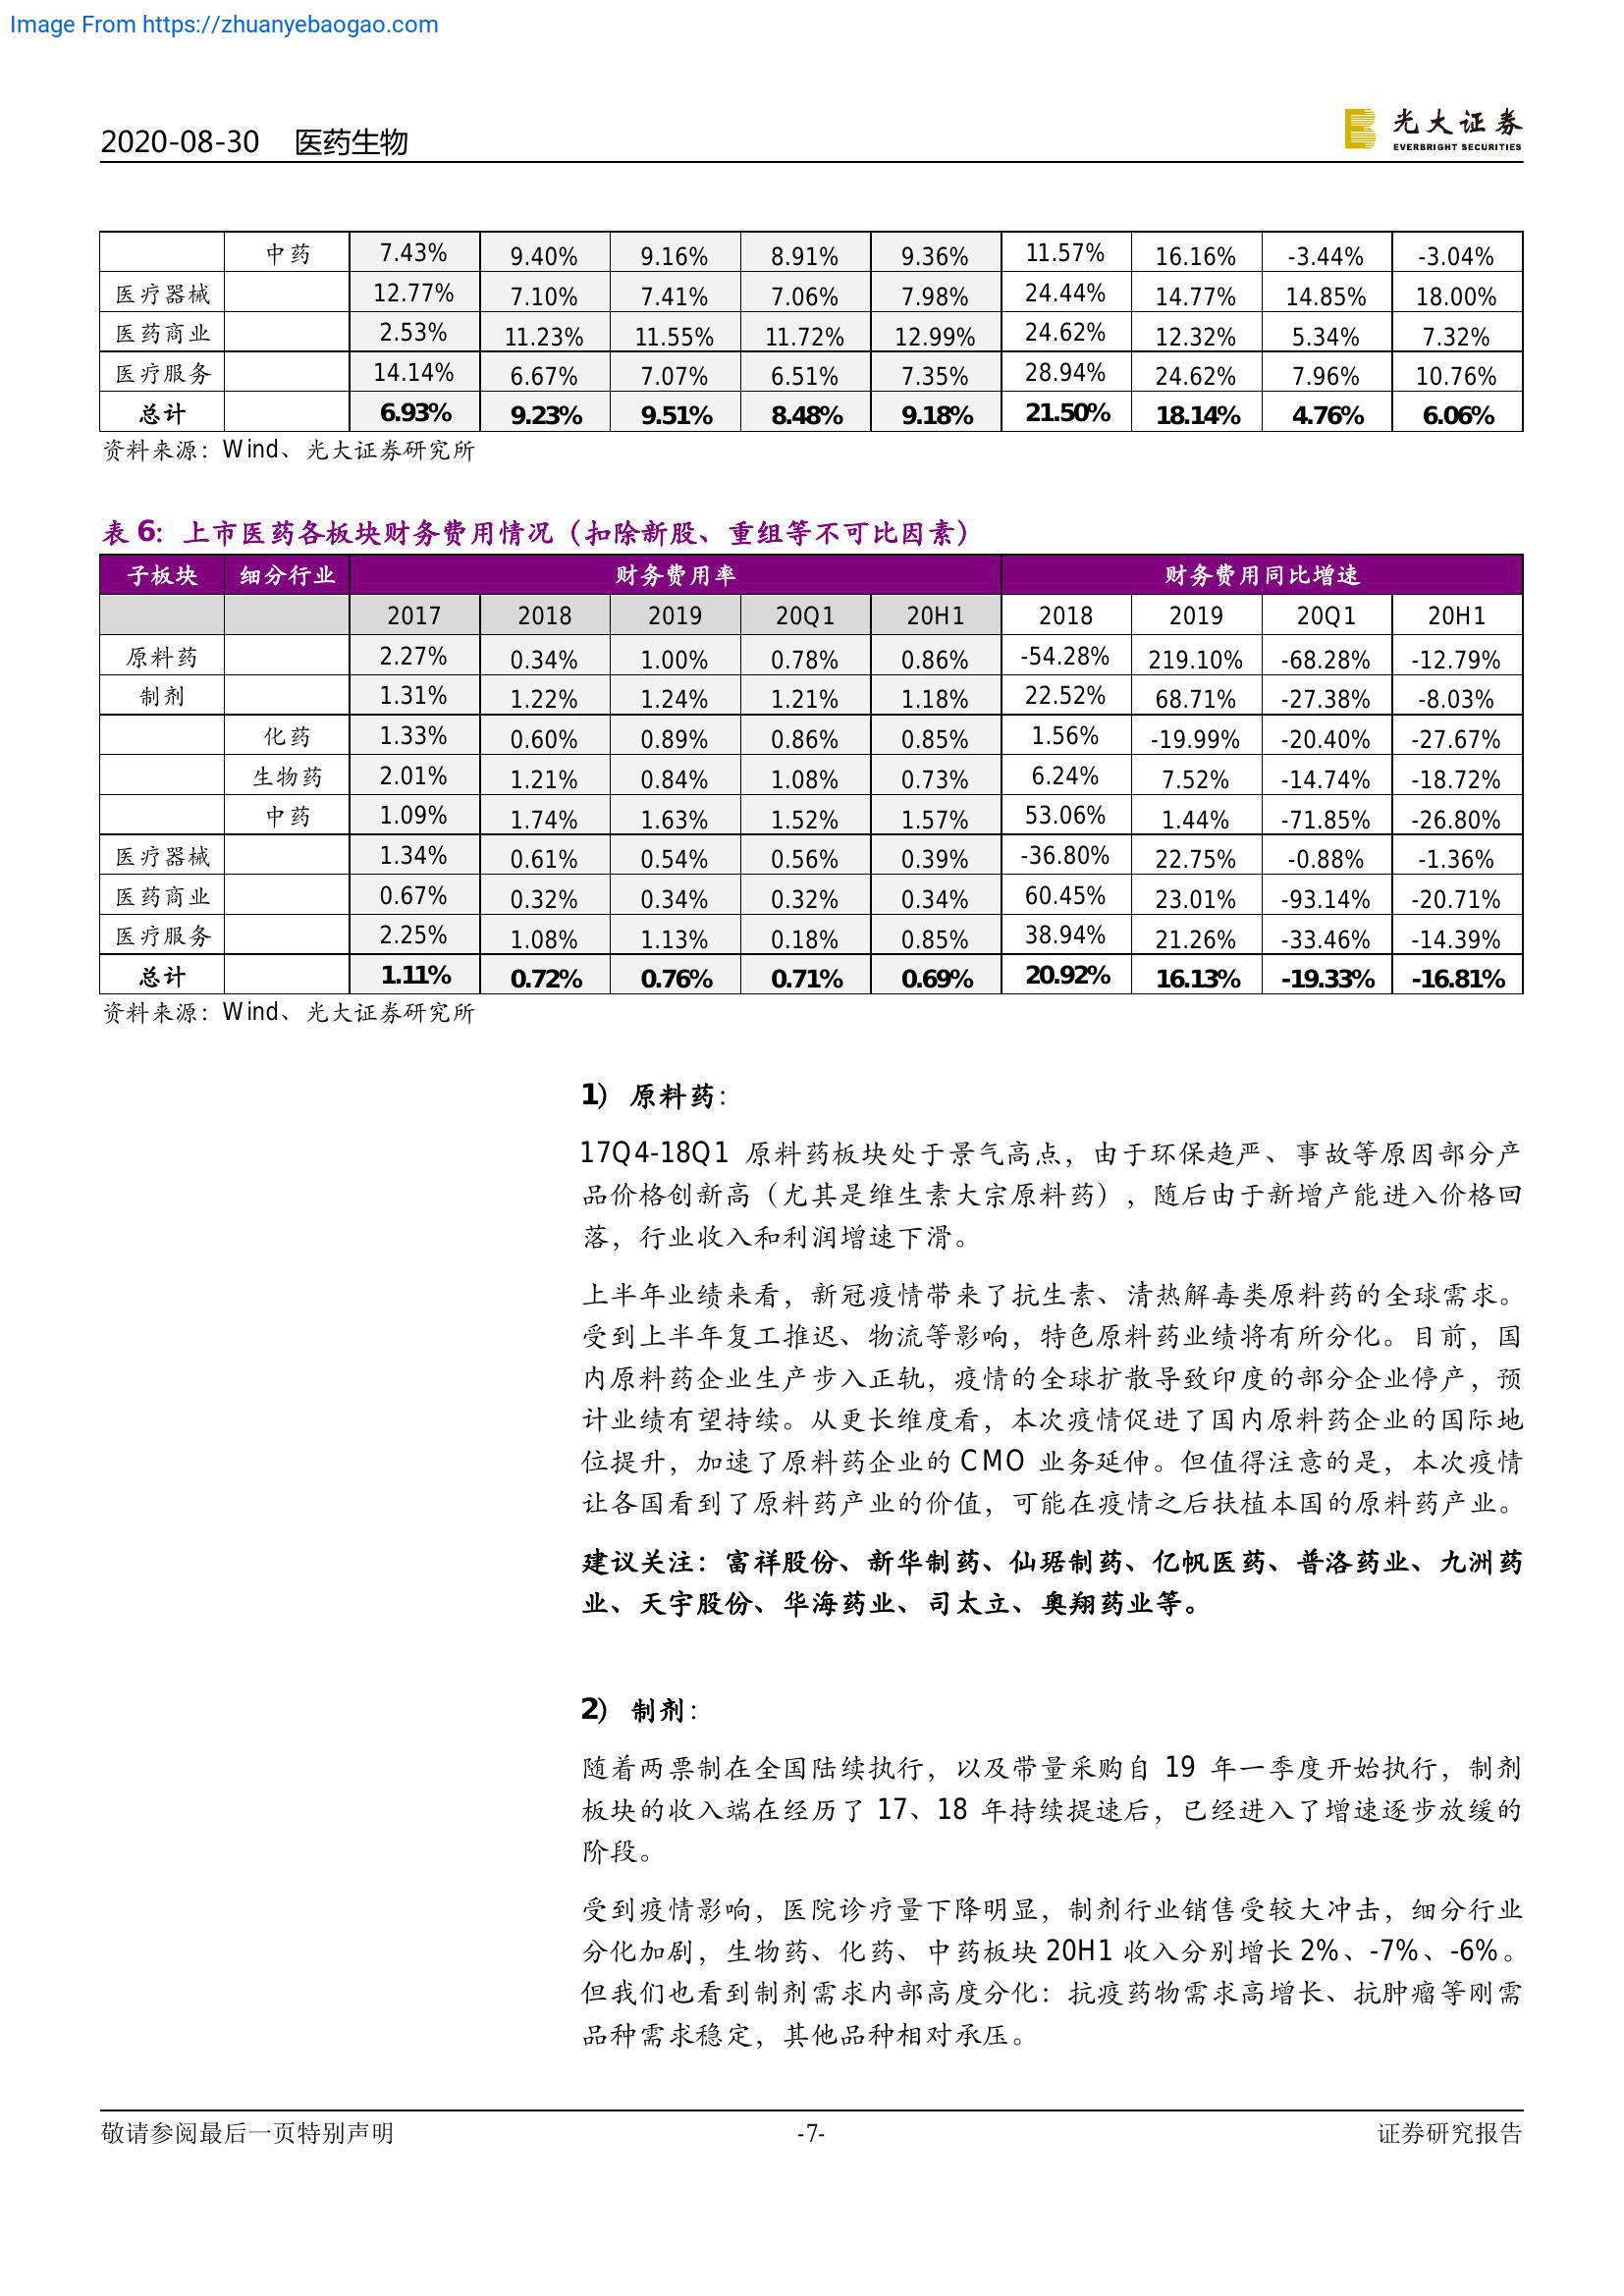 Image From https://zhuanyebaogao.com
2020-08-30 医药生物
光大证券
EVERBRIGHT SECURITIES
中药 7.43% 9.40% 9.16% 8.91% 9.36% 11.57% 16.16% -3.44% -3.04%
医疗器械 12.77% 7.10% 7.41% 7.06% 7.98% 24.44% 14.77% 14.85% 18.00%
医药商业 2.53% 11.23% 11.55% 11.72% 12.99% 24.62% 12.32% 5.34% 7.32%
医疗服务 14.14% 6.67% 7.07% 6.51% 7.35% 28.94% 24.62% 7.96% 10.76%
总计 6.93% 9.23% 9.51% 8.48% 9.18% 21.50% 18.14% 4.76% 6.06%
资料来源：Wind、光大证券研究所
表 6：上市医药各板块财务费用情况（扣除新股、重组等不可比因素）
子板块 细分行业 财务费用率 财务费用同比增速
2017 2018 2019 20Q1 20H1 2018 2019 20Q1 20H1
原料药 2.27% 0.34% 1.00% 0.78% 0.86% -54.28% 219.10% -68.28% -12.79%
制剂 1.31% 1.22% 1.24% 1.21% 1.18% 22.52% 68.71% -27.38% -8.03%
化药 1.33% 0.60% 0.89% 0.86% 0.85% 1.56% -19.99% -20.40% -27.67%
生物药 2.01% 1.21% 0.84% 1.08% 0.73% 6.24% 7.52% -14.74% -18.72%
中药 1.09% 1.74% 1.63% 1.52% 1.57% 53.06% 1.44% -71.85% -26.80%
医疗器械 1.34% 0.61% 0.54% 0.56% 0.39% -36.80% 22.75% -0.88% -1.36%
医药商业 0.67% 0.32% 0.34% 0.32% 0.34% 60.45% 23.01% -93.14% -20.71%
医疗服务 2.25% 1.08% 1.13% 0.18% 0.85% 38.94% 21.26% -33.46% -14.39%
总计 1.11% 0.72% 0.76% 0.71% 0.69% 20.92% 16.13% -19.33% -16.81%
资料来源：Wind、光大证券研究所
1） 原料药：
17Q4-18Q1 原料药板块处于景气高点，由于环保趋严、事故等原因部分产
品价格创新高（尤其是维生素大宗原料药），随后由于新增产能进入价格回
落，行业收入和利润增速下滑。
上半年业绩来看，新冠疫情带来了抗生素、清热解毒类原料药的全球需求。
受到上半年复工推迟、物流等影响，特色原料药业绩将有所分化。目前，国
内原料药企业生产步入正轨，疫情的全球扩散导致印度的部分企业停产，预
计业绩有望持续。从更长维度看，本次疫情促进了国内原料药企业的国际地
位提升，加速了原料药企业的 CMO 业务延伸。但值得注意的是，本次疫情
让各国看到了原料药产业的价值，可能在疫情之后扶植本国的原料药产业。
建议关注：富祥股份、新华制药、仙琚制药、亿帆医药、普洛药业、九洲药
业、天宇股份、华海药业、司太立、奥翔药业等。
2） 制剂：
随着两票制在全国陆续执行，以及带量采购自 19 年一季度开始执行，制剂
板块的收入端在经历了 17、18 年持续提速后，已经进入了增速逐步放缓的
阶段。
受到疫情影响，医院诊疗量下降明显，制剂行业销售受较大冲击，细分行业
分化加剧，生物药、化药、中药板块 20H1 收入分别增长 2%、-7%、-6%。
但我们也看到制剂需求内部高度分化：抗疫药物需求高增长、抗肿瘤等刚需
品种需求稳定，其他品种相对承压。
敬请参阅最后一页特别声明 -7- 证券研究报告